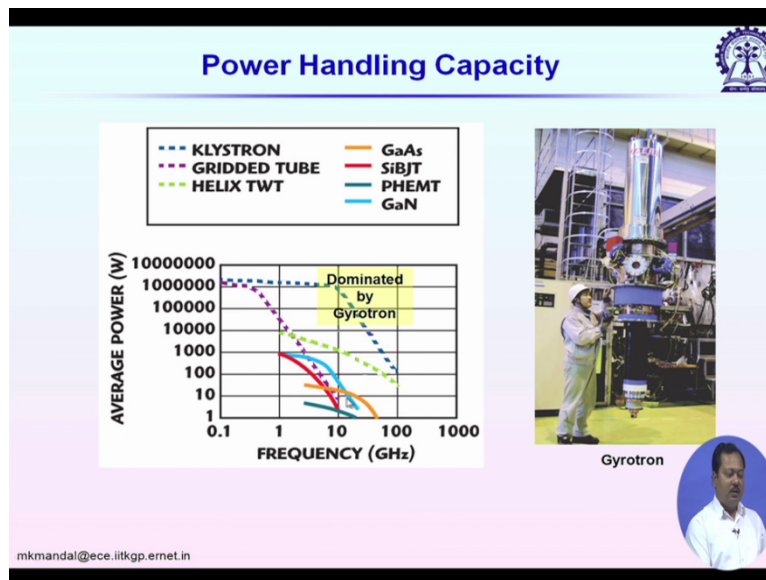 Power Handling Capacity
KLYSTRON
GRIDDED TUBE
HELIX TWT
GaAs
SiBJT
PHEMT
GaN
AVERAGE POWER (W)
10000000
1000000
100000
10000
1000
100
10
1
Dominated
by
Gyrotron
0.1 1 10 100 1000
FREQUENCY (GHz)
Gyrotron
mkmandal@ece.iitkgp.ernet.in